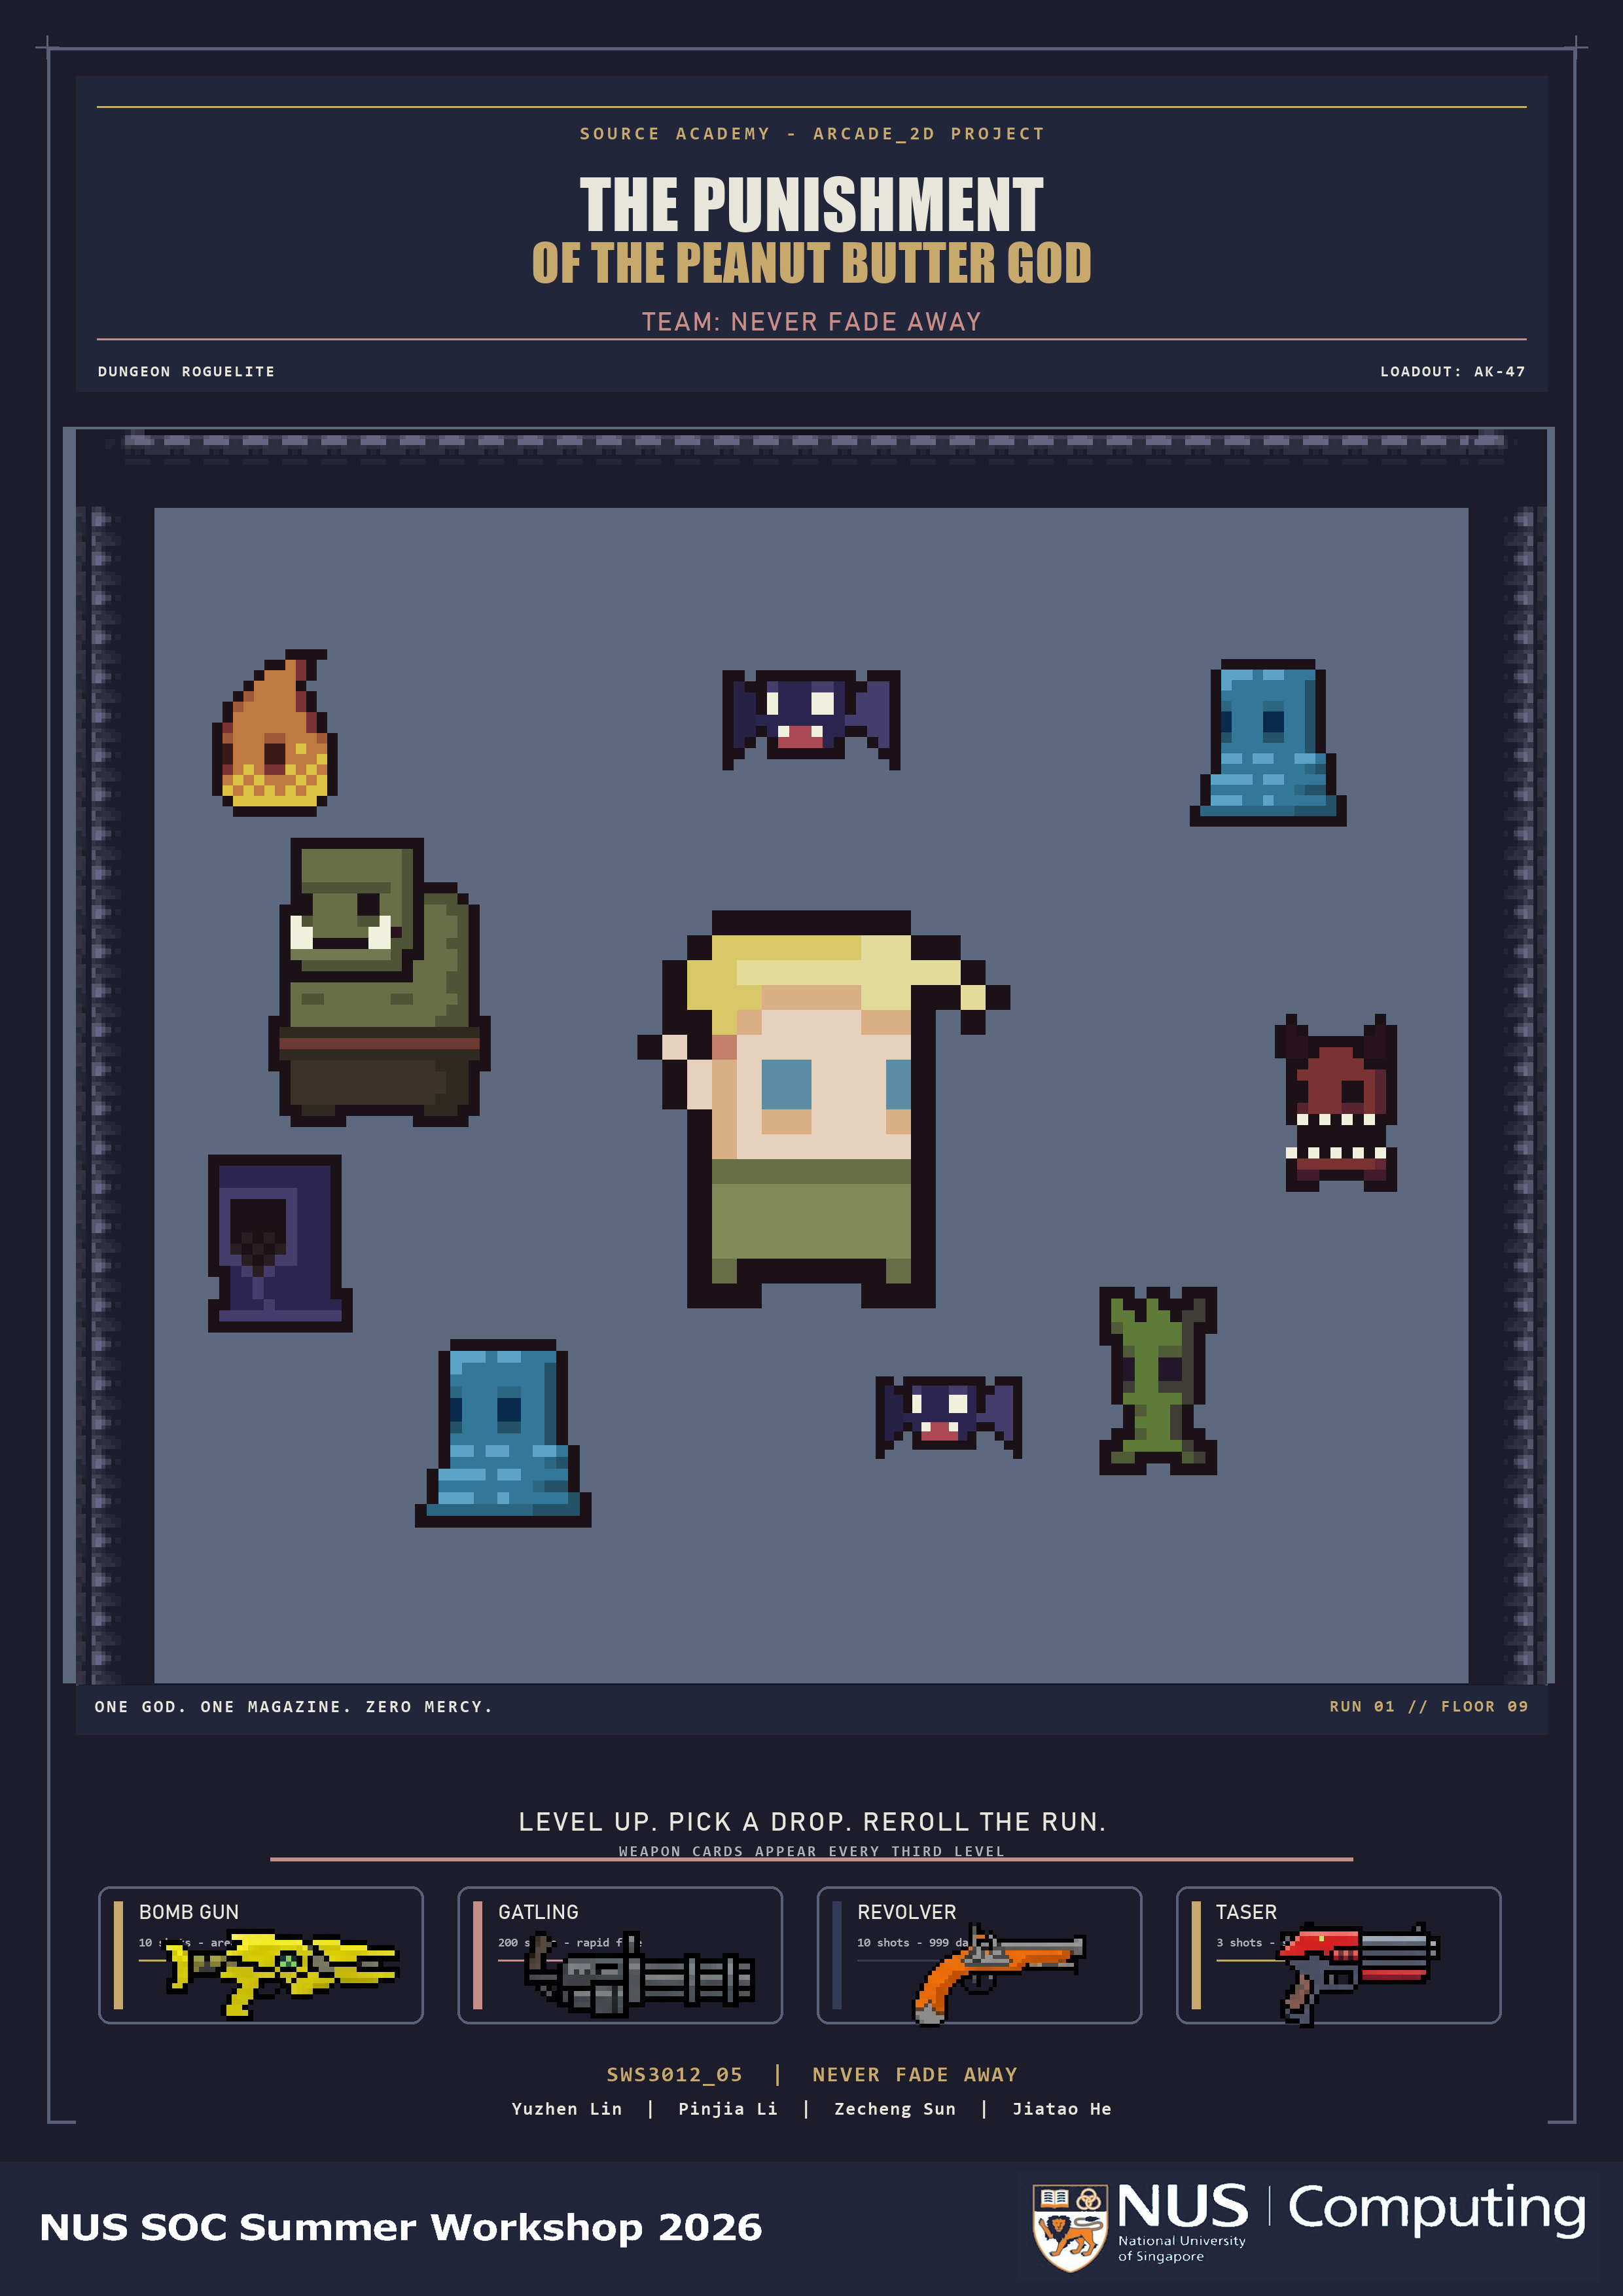 SOURCE ACADEMY - ARCADE_2D PROJECT
THE PUNISHMENT
OF THE PEANUT BUTTER GOD
TEAM: NEVER FADE AWAY
DUNGEON ROGUELITE
LOADOUT: AK-47
ONE GOD. ONE MAGAZINE. ZERO MERCY.
RUN 01 // FLOOR 09
LEVEL UP. PICK A DROP. REROLL THE RUN.
WEAPON CARDS APPEAR EVERY THIRD LEVEL
BOMB GUN
10
GATLING
200 - rapid
REVOLVER
10 shots - 999
TASER
3 shots -
SWS3012_05 | NEVER FADE AWAY
Yuzhen Lin | Pinjia Li | Zecheng Sun | Jiatao He
NUS SOC Summer Workshop 2026
NUS | Computing
National University
of Singapore